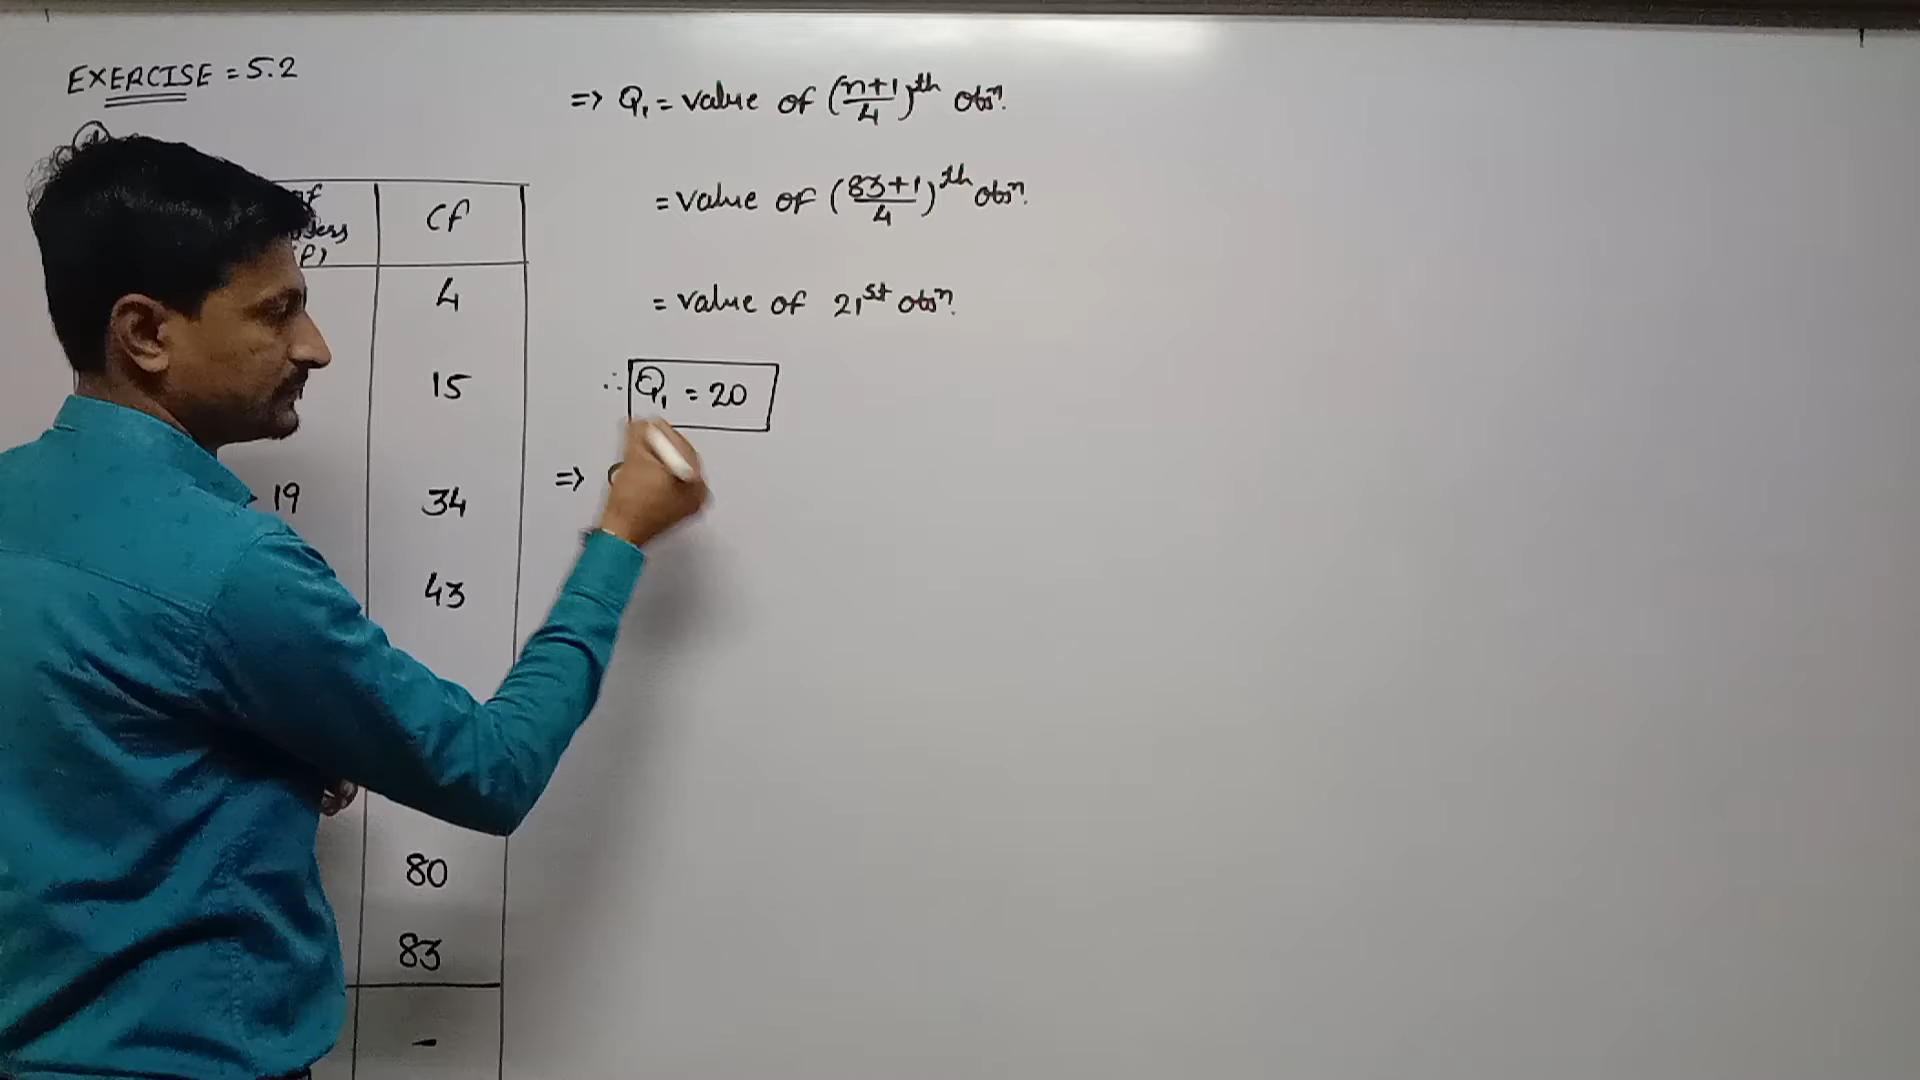 EXERCISE = 5.2
(f)
Cf
4
15
19 34
43
80
83
-
=> Q₁ = value of (n+1/4)ᵗʰ obsⁿ.
= value of (83+1/4)ᵗʰ obsⁿ.
= value of 21ˢᵗ obsⁿ.
∴ Q₁ = 20
=>